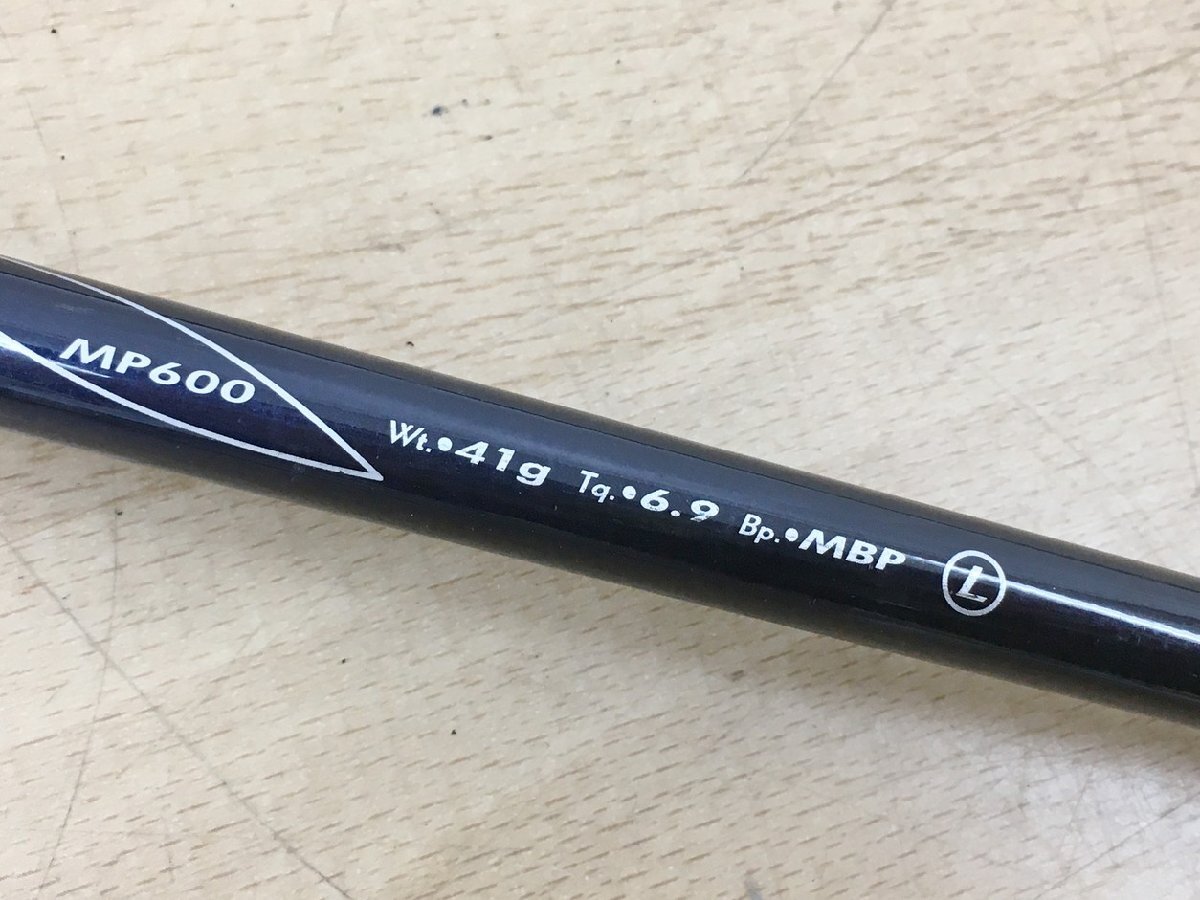 MP600 Wt.•41g Tq.•6.9 Bp.•MBP L